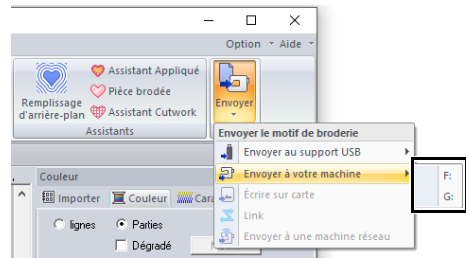 Option
Aide
Remplissage
d'arrière-plan
Assistant Appliqué
Pièce brodée
Assistant Cutwork
Assistants
Envoyer
Envoyer le motif de broderie
Envoyer au support USB
Envoyer à votre machine
F:
G:
Écrire sur carte
Link
Envoyer à une machine réseau
Couleur
Importer
Couleur
lignes
Parties
Dégradé